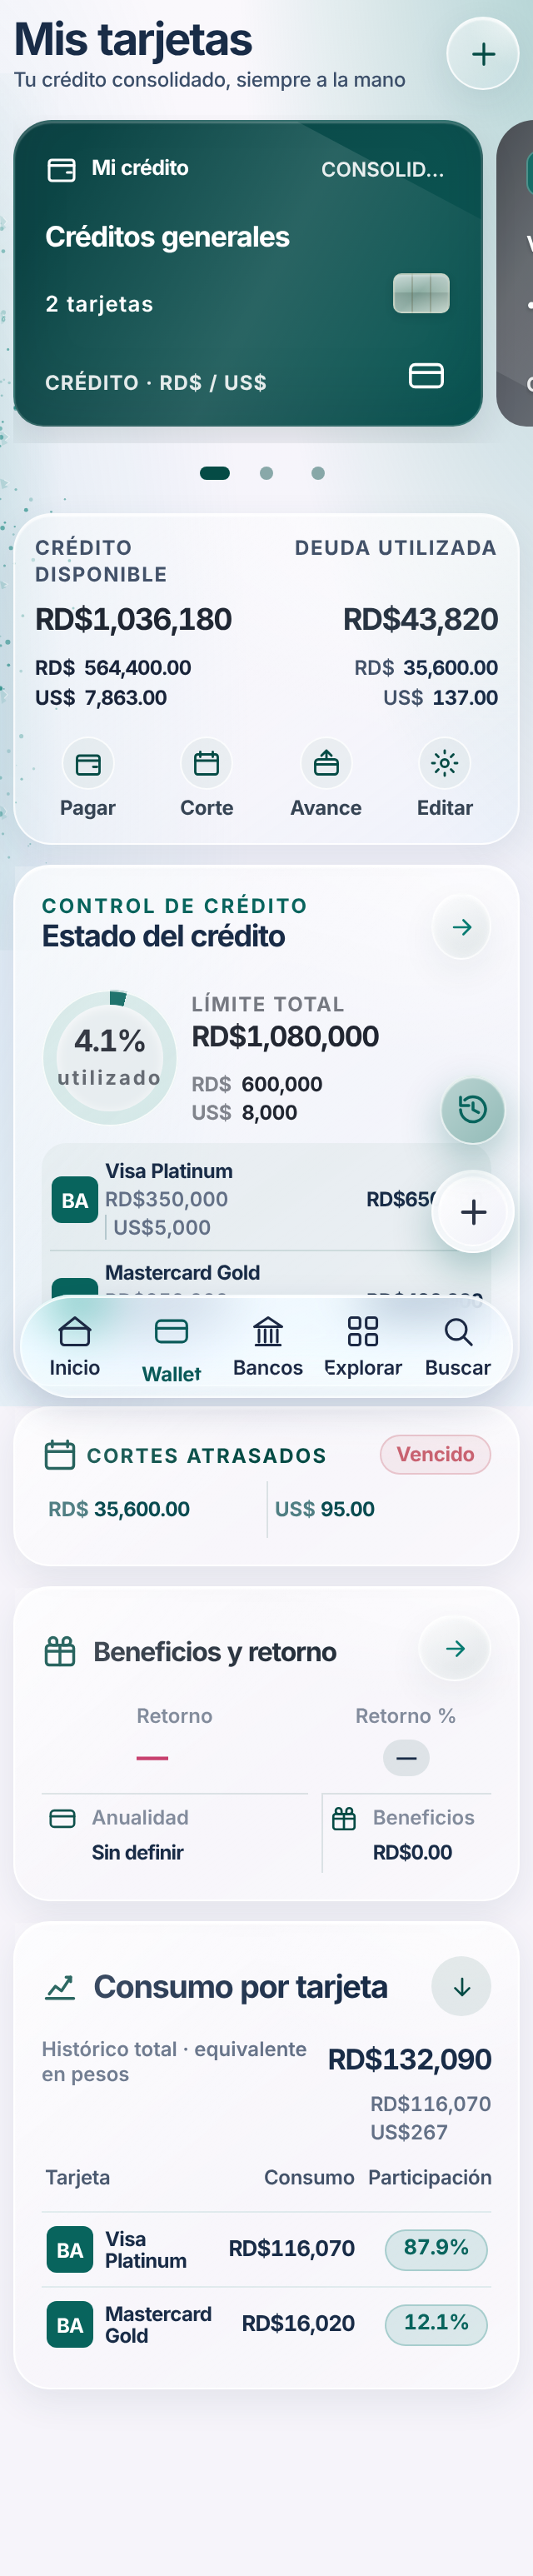 Mis tarjetas
Tu crédito consolidado, siempre a la mano
Mi crédito CONSOLID...
Créditos generales
2 tarjetas
CRÉDITO · RD$ / US$
CRÉDITO DEUDA UTILIZADA
DISPONIBLE
RD$1,036,180 RD$43,820
RD$ 564,400.00 RD$ 35,600.00
US$ 7,863.00 US$ 137.00
Pagar Corte Avance Editar
CONTROL DE CRÉDITO
Estado del crédito
4.1%
utilizado
LÍMITE TOTAL
RD$1,080,000
RD$ 600,000
US$ 8,000
Visa Platinum
BA RD$350,000
US$5,000
Mastercard Gold
Inicio Wallet Bancos Explorar Buscar
CORTES ATRASADOS Vencido
RD$ 35,600.00 US$ 95.00
Beneficios y retorno
Retorno Retorno %
— —
Anualidad Beneficios
Sin definir RD$0.00
Consumo por tarjeta
Histórico total · equivalente
en pesos
RD$132,090
RD$116,070
US$267
Tarjeta Consumo Participación
BA Visa
Platinum RD$116,070 87.9%
BA Mastercard
Gold RD$16,020 12.1%